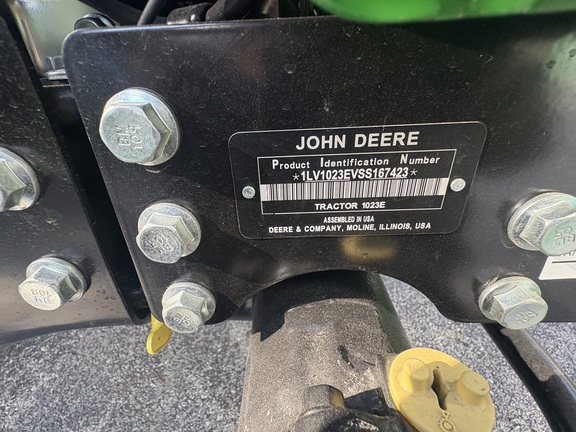 JOHN DEERE
Product Identification Number
*1LV1023EVSS167423*
TRACTOR 1023E
ASSEMBLED IN USA
DEERE & COMPANY, MOLINE, ILLINOIS, USA